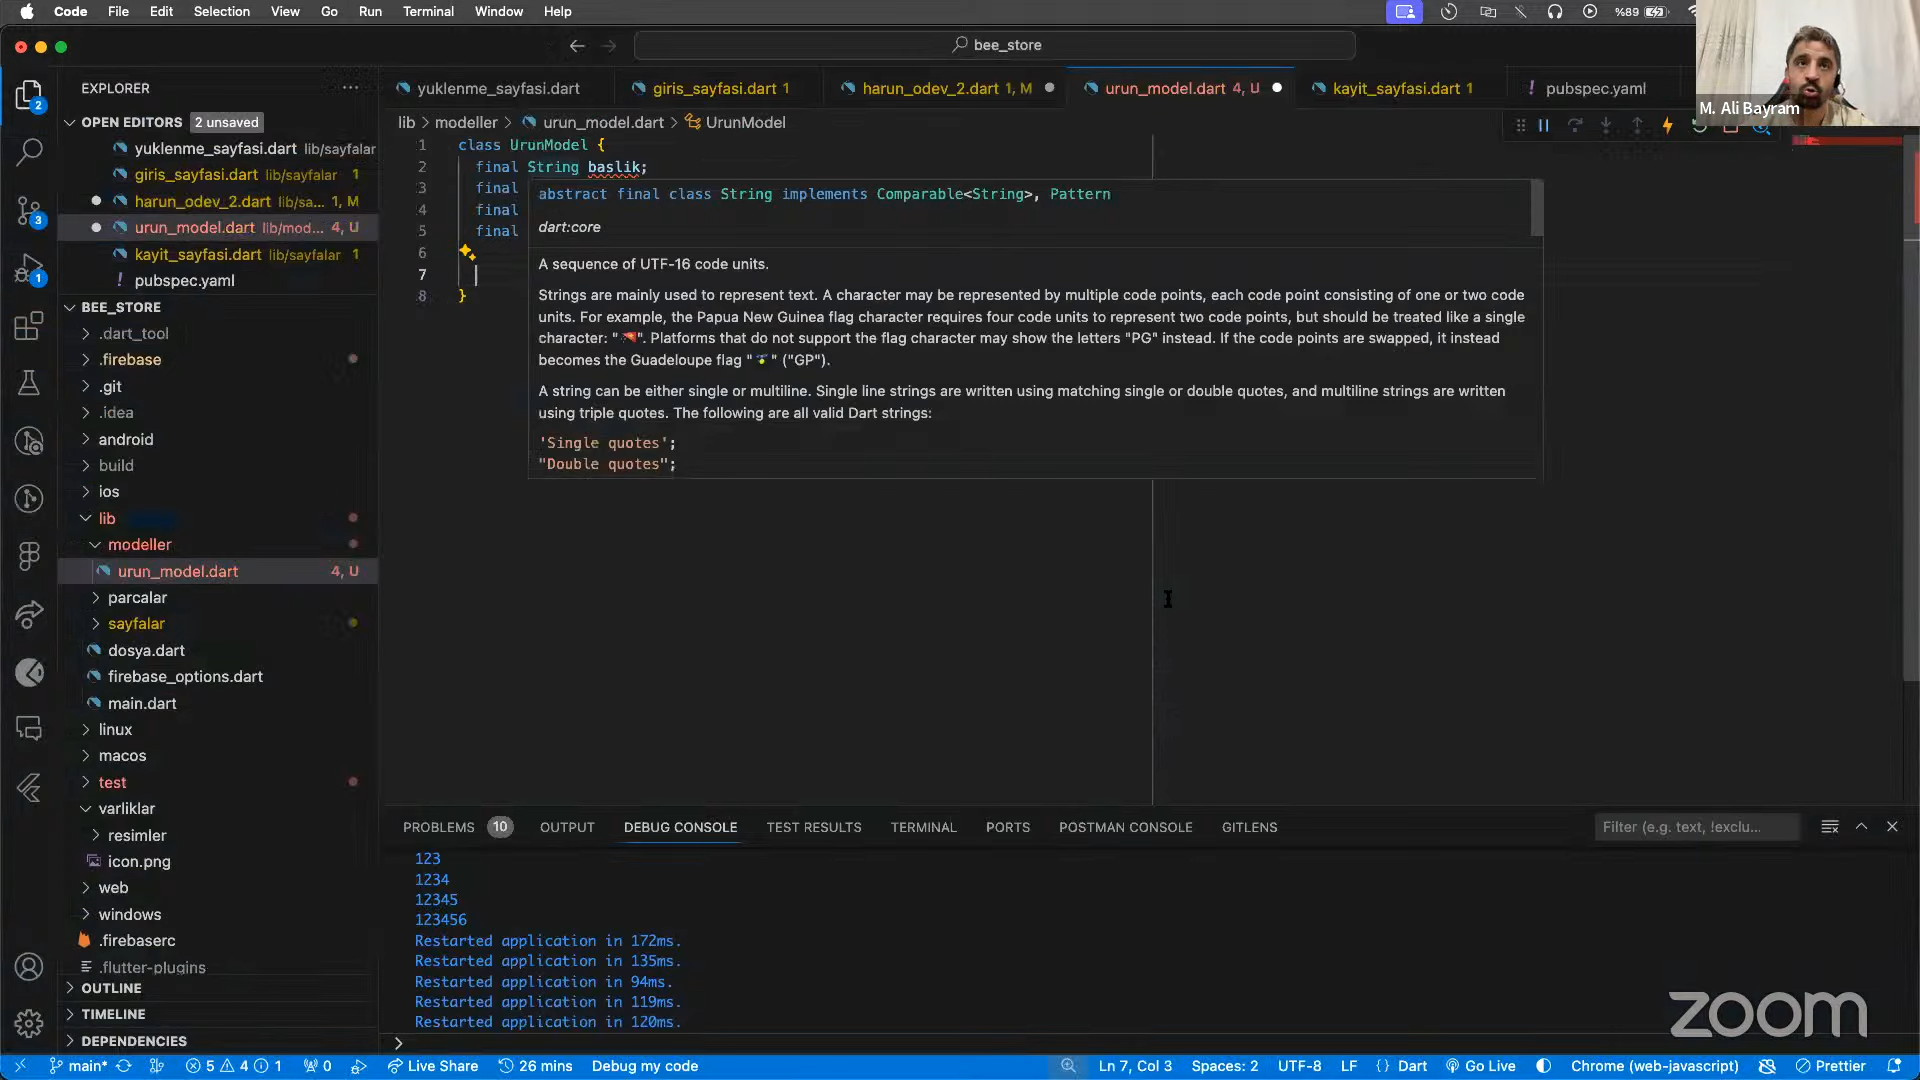 Code File Edit Selection View Go Run Terminal Window Help
%89
bee_store
M. Ali Bayram
EXPLORER
yuklenme_sayfasi.dart
giris_sayfasi.dart 1
harun_odev_2.dart 1, M
urun_model.dart 4, U
kayit_sayfasi.dart 1
! pubspec.yaml
lib > modeller > urun_model.dart > UrunModel
OPEN EDITORS 2 unsaved
yuklenme_sayfasi.dart lib/sayfalar
giris_sayfasi.dart lib/sayfalar 1
harun_odev_2.dart lib/sa... 1, M
urun_model.dart lib/mod... 4, U
kayit_sayfasi.dart lib/sayfalar 1
! pubspec.yaml
BEE_STORE
.dart_tool
.firebase
.git
.idea
android
build
ios
lib
modeller
urun_model.dart 4, U
parcalar
sayfalar
dosya.dart
firebase_options.dart
main.dart
linux
macos
test
varliklar
resimler
icon.png
web
windows
.firebaserc
.flutter-plugins
OUTLINE
TIMELINE
DEPENDENCIES
2
3
1
1 class UrunModel {
2 final String baslik;
3 final
4 final
5 final
6
7
8 }
abstract final class String implements Comparable<String>, Pattern
dart:core
A sequence of UTF-16 code units.
Strings are mainly used to represent text. A character may be represented by multiple code points, each code point consisting of one or two code
units. For example, the Papua New Guinea flag character requires four code units to represent two code points, but should be treated like a single
character: "🇵🇬". Platforms that do not support the flag character may show the letters "PG" instead. If the code points are swapped, it instead
becomes the Guadeloupe flag "🇬🇵" ("GP").
A string can be either single or multiline. Single line strings are written using matching single or double quotes, and multiline strings are written
using triple quotes. The following are all valid Dart strings:
'Single quotes';
"Double quotes";
PROBLEMS 10 OUTPUT DEBUG CONSOLE TEST RESULTS TERMINAL PORTS POSTMAN CONSOLE GITLENS
Filter (e.g. text, !exclu...
123
1234
12345
123456
Restarted application in 172ms.
Restarted application in 135ms.
Restarted application in 94ms.
Restarted application in 119ms.
Restarted application in 120ms.
>
zoom
main* 5 4 1 0 Live Share 26 mins Debug my code
Ln 7, Col 3 Spaces: 2 UTF-8 LF {} Dart Go Live Chrome (web-javascript) Prettier